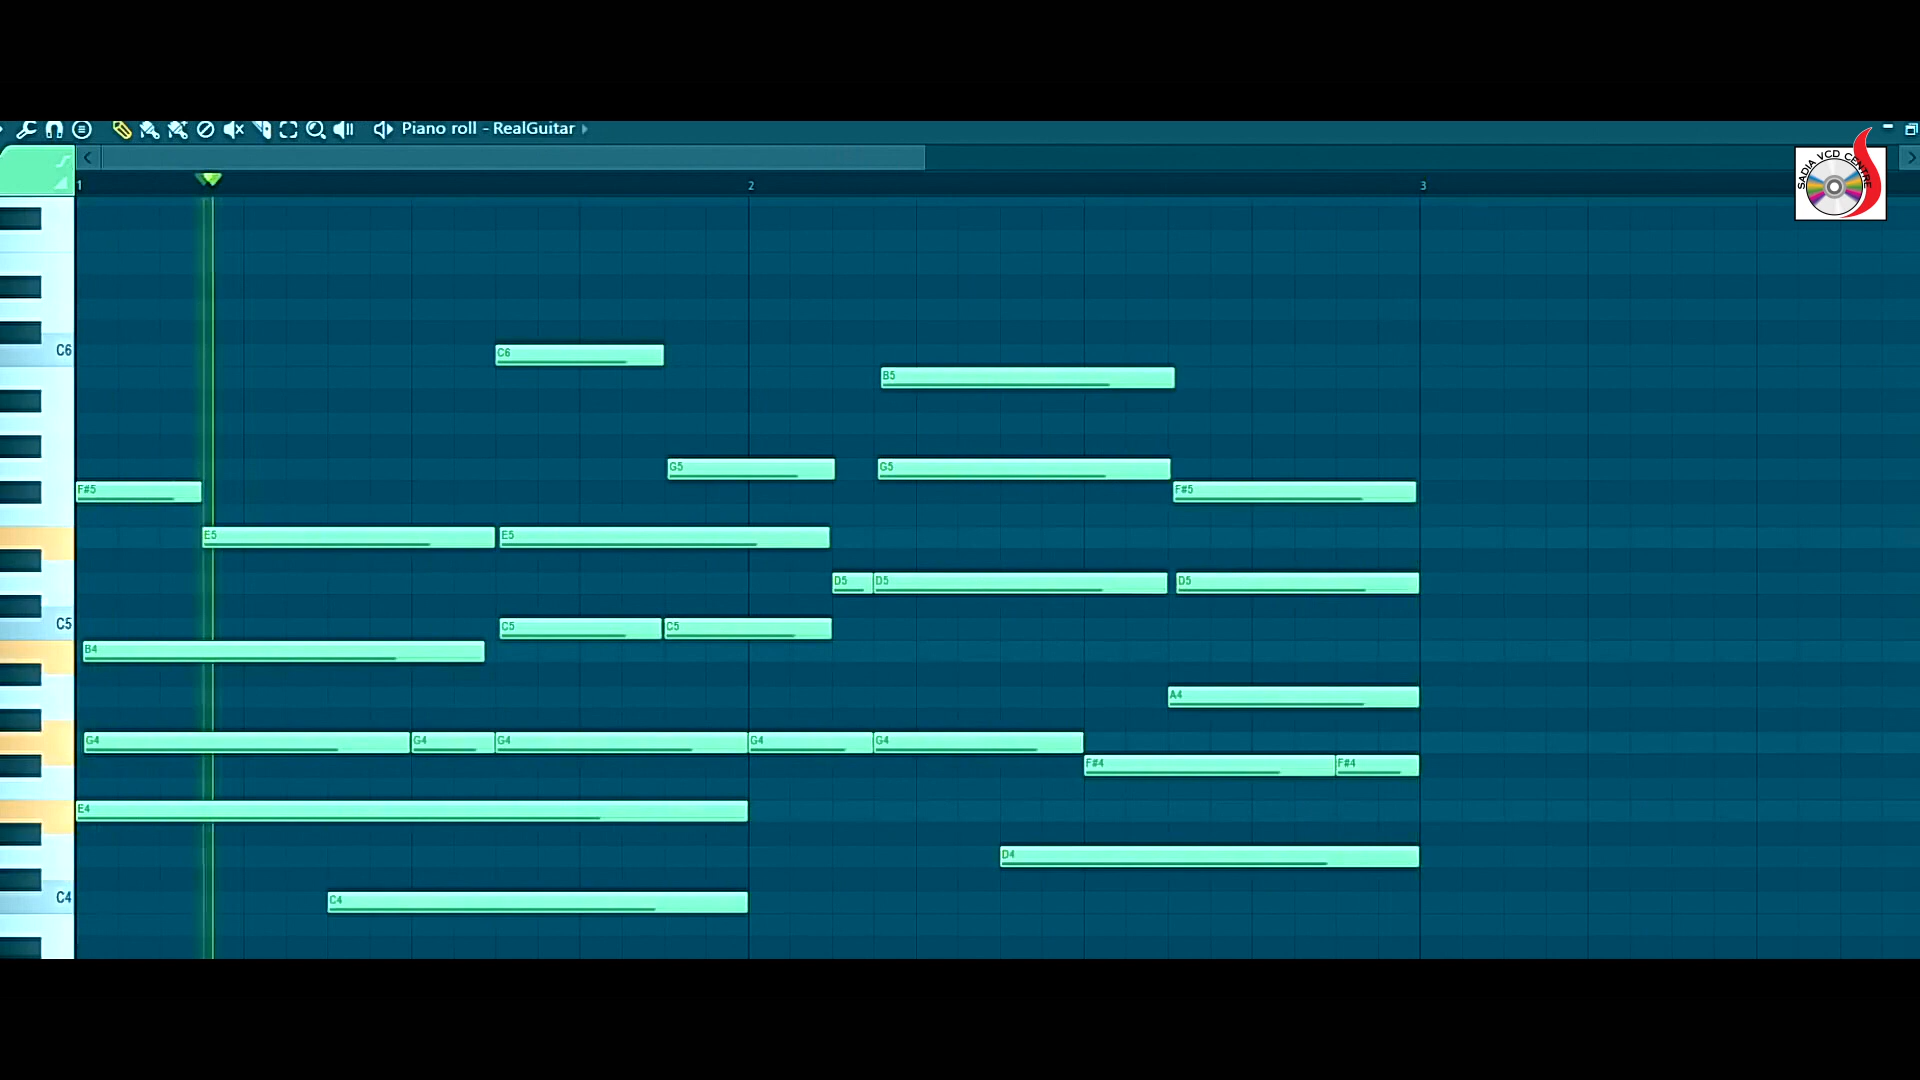 Piano roll - RealGuitar
SADIA VCD CENTRE
1 2 3
C6
C6
B5
G5 G5
F#5 F#5
E5 E5
D5 D5 D5
C5
C5 C5
B4
A4
G4 G4 G4 G4 G4
F#4 F#4
E4
D4
C4
C4